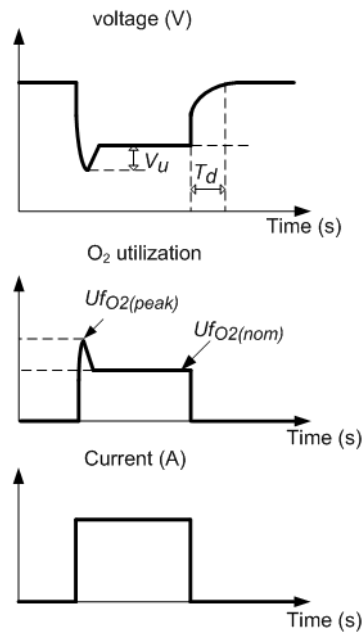 voltage (V)
Vu
Td
Time (s)
O₂ utilization
UfO2(peak)
UfO2(nom)
Time (s)
Current (A)
Time (s)